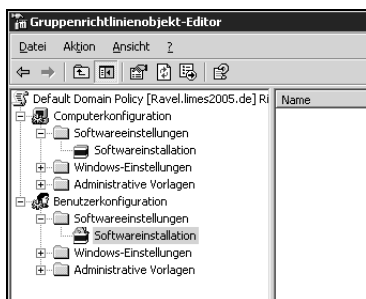 Gruppenrichtlinienobjekt-Editor
Datei Aktion Ansicht ?
Default Domain Policy [Ravel.limes2005.de] Ri
Name
Computerkonfiguration
Softwareeinstellungen
Softwareinstallation
Windows-Einstellungen
Administrative Vorlagen
Benutzerkonfiguration
Softwareeinstellungen
Softwareinstallation
Windows-Einstellungen
Administrative Vorlagen